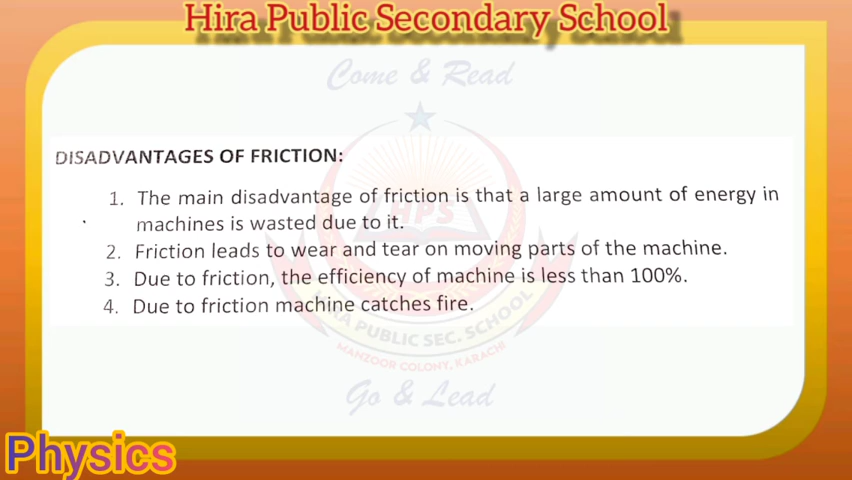 Hira Public Secondary School
Come & Read
DISADVANTAGES OF FRICTION:
1. The main disadvantage of friction is that a large amount of energy in
machines is wasted due to it.
2. Friction leads to wear and tear on moving parts of the machine.
3. Due to friction, the efficiency of machine is less than 100%.
4. Due to friction machine catches fire.
HPS
HIRA PUBLIC SEC. SCHOOL
MANZOOR COLONY, KARACHI
Go & Lead
Physics